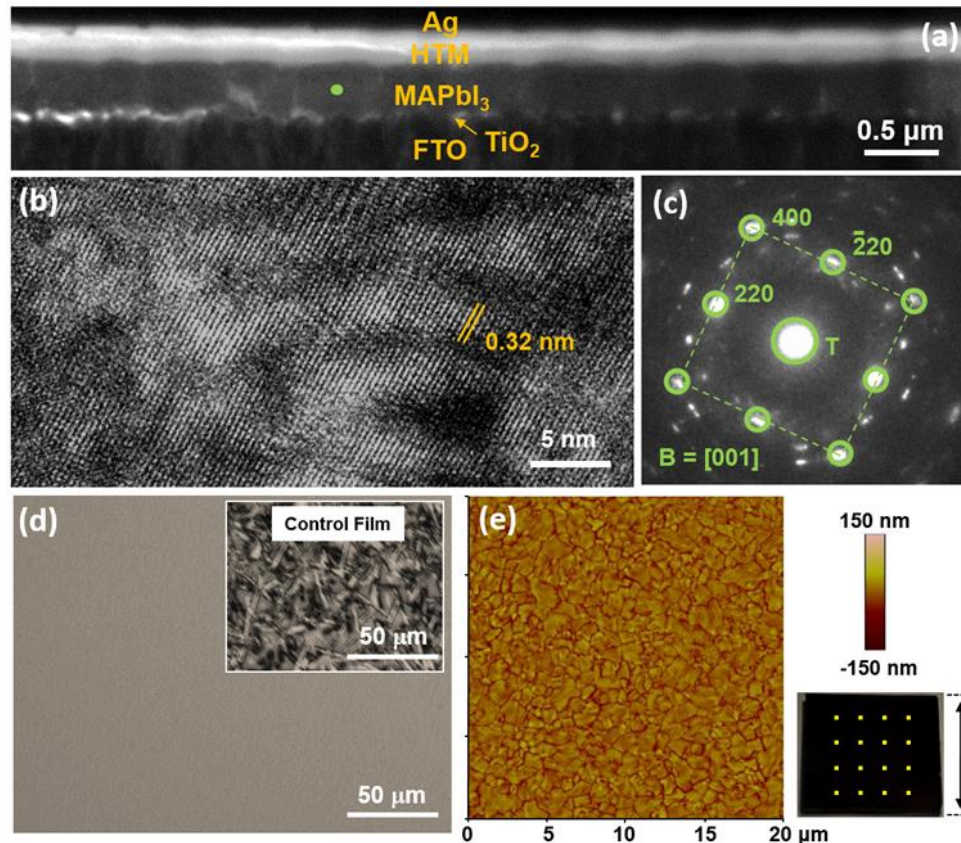 Ag
(a)
HTM
MAPbI₃
TiO₂
FTO
0.5 μm
(b)
0.32 nm
5 nm
(c)
400
2̄20
220
T
B = [001]
(d)
Control Film
50 μm
50 μm
(e)
150 nm
-150 nm
0 5 10 15 20 μm